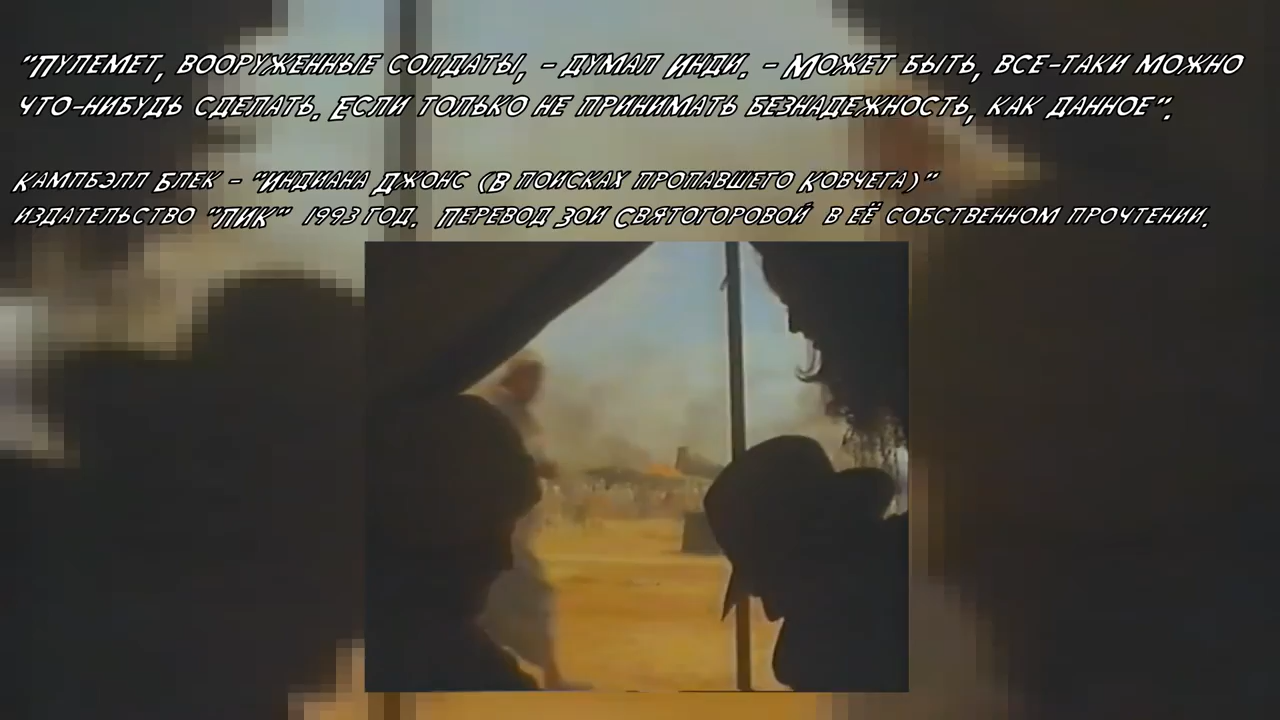 "Пулемет, вооруженные солдаты, - думал Инди. - Может быть, все-таки можно
что-нибудь сделать. Если только не принимать безнадежность, как данное".
Кампбэлл Блек - "Индиана Джонс (В поисках пропавшего Ковчега)"
издательство "ПИК" 1993 год. Перевод Зои Святогоровой в её собственном прочтении.